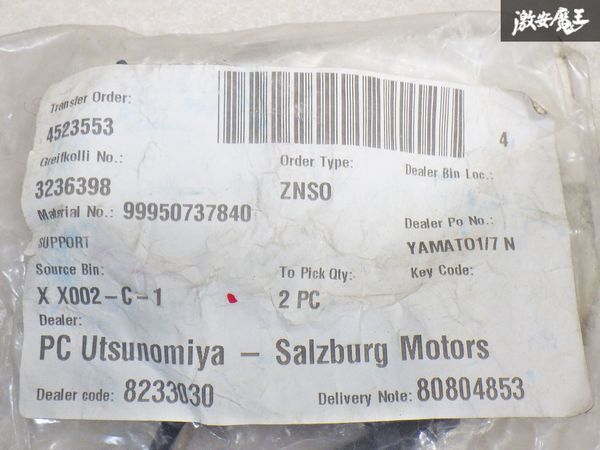 激安魔王
Transfer Order:
4523553
4
Greifkolli No.:
Order Type:
Dealer Bin Loc.:
3236398
ZNSO
Material No.: 99950737840
Dealer Po No.:
SUPPORT
YAMATO1/7 N
Source Bin:
To Pick Qty:
Key Code:
X X002-C-1
2 PC
Dealer:
PC Utsunomiya – Salzburg Motors
Dealer code: 8233030
Delivery Note: 80804853